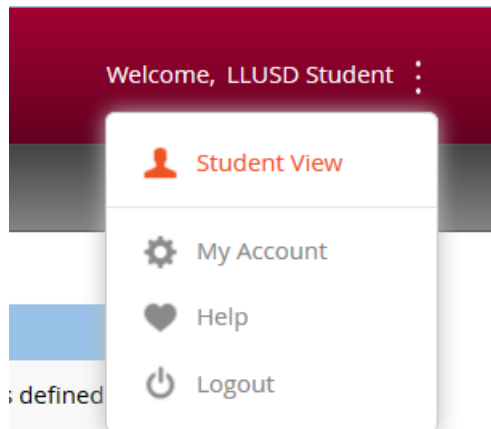 Welcome, LLUSD Student
Student View
My Account
Help
Logout
s defined